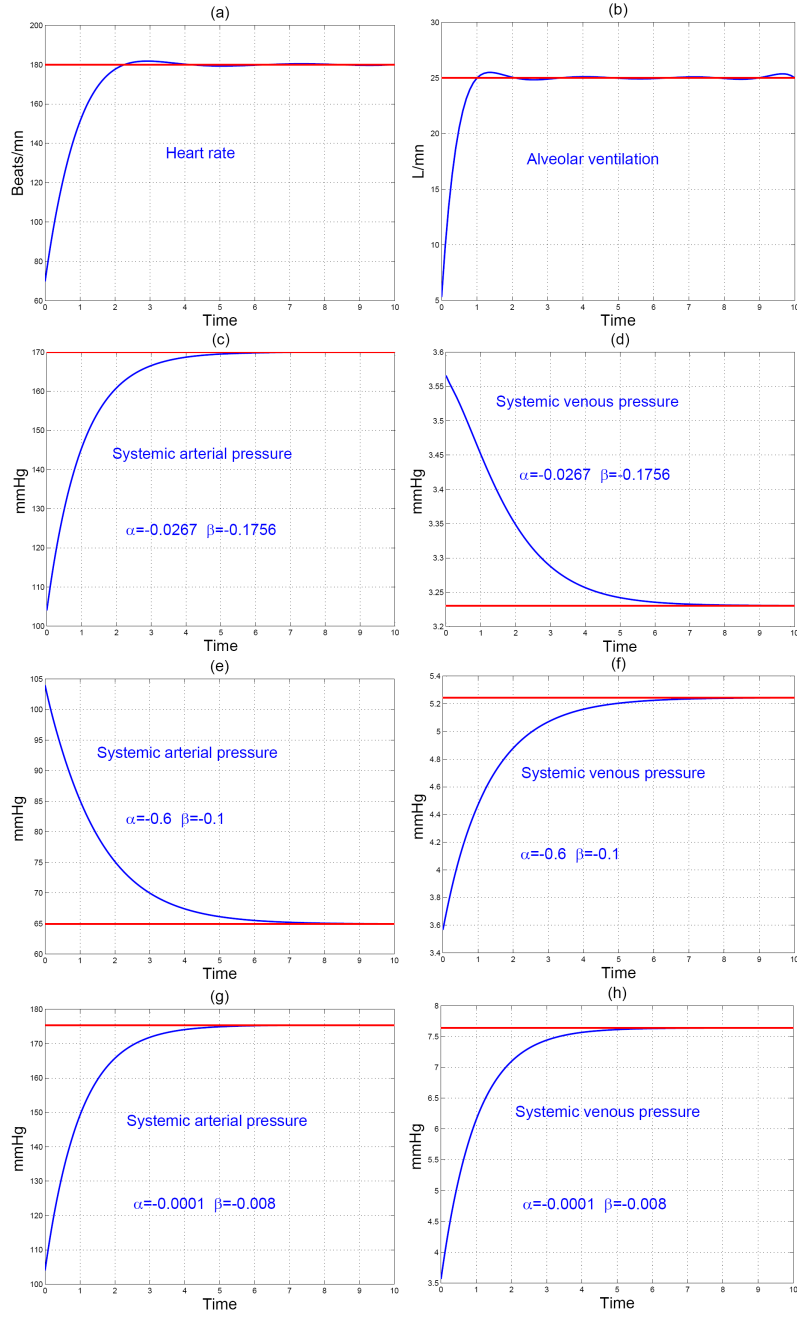 (a)
200
180
160
140
120
100
80
60
Beats/mn
Heart rate
0 1 2 3 4 5 6 7 8 9 10
Time
(b)
30
25
20
15
10
5
L/mn
Alveolar ventilation
0 1 2 3 4 5 6 7 8 9 10
Time
(c)
170
160
150
140
130
120
110
100
mmHg
Systemic arterial pressure
α=-0.0267 β=-0.1756
0 1 2 3 4 5 6 7 8 9 10
Time
(d)
3.6
3.55
3.5
3.45
3.4
3.35
3.3
3.25
3.2
mmHg
Systemic venous pressure
α=-0.0267 β=-0.1756
0 1 2 3 4 5 6 7 8 9 10
Time
(e)
105
100
95
90
85
80
75
70
65
60
mmHg
Systemic arterial pressure
α=-0.6 β=-0.1
0 1 2 3 4 5 6 7 8 9 10
Time
(f)
5.4
5.2
5
4.8
4.6
4.4
4.2
4
3.8
3.6
3.4
mmHg
Systemic venous pressure
α=-0.6 β=-0.1
0 1 2 3 4 5 6 7 8 9 10
Time
(g)
180
170
160
150
140
130
120
110
100
mmHg
Systemic arterial pressure
α=-0.0001 β=-0.008
0 1 2 3 4 5 6 7 8 9 10
Time
(h)
8
7.5
7
6.5
6
5.5
5
4.5
4
3.5
mmHg
Systemic venous pressure
α=-0.0001 β=-0.008
0 1 2 3 4 5 6 7 8 9 10
Time